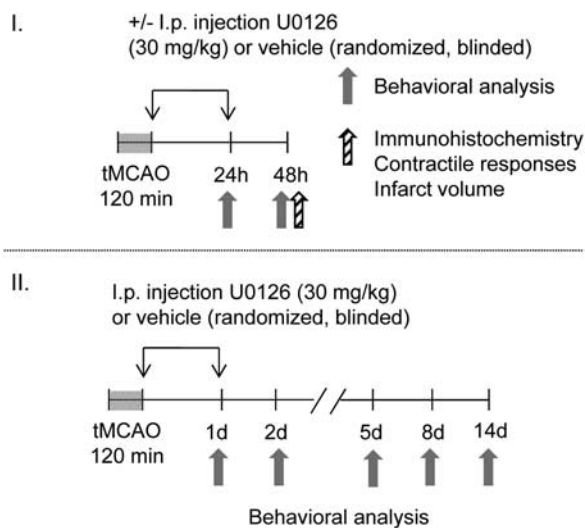 I.
+/- I.p. injection U0126
(30 mg/kg) or vehicle (randomized, blinded)
Behavioral analysis
Immunohistochemistry
Contractile responses
Infarct volume
tMCAO
120 min
24h
48h
II.
I.p. injection U0126 (30 mg/kg)
or vehicle (randomized, blinded)
tMCAO
120 min
1d
2d
5d
8d
14d
Behavioral analysis